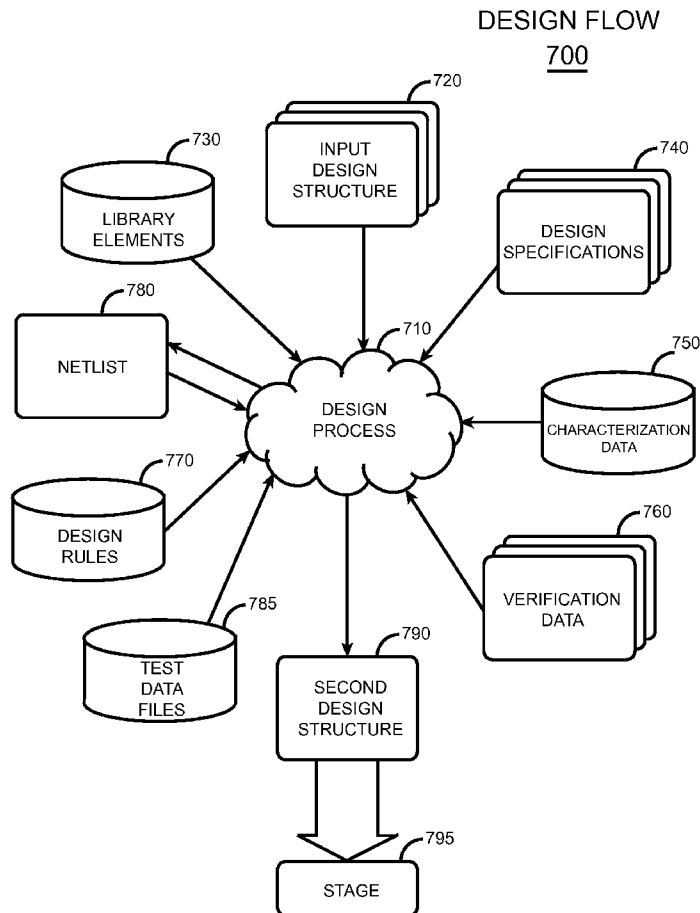 DESIGN FLOW
700
720
INPUT
DESIGN
STRUCTURE
730
LIBRARY
ELEMENTS
740
DESIGN
SPECIFICATIONS
780
NETLIST
710
DESIGN
PROCESS
750
CHARACTERIZATION
DATA
770
DESIGN
RULES
760
VERIFICATION
DATA
785
TEST
DATA
FILES
790
SECOND
DESIGN
STRUCTURE
795
STAGE